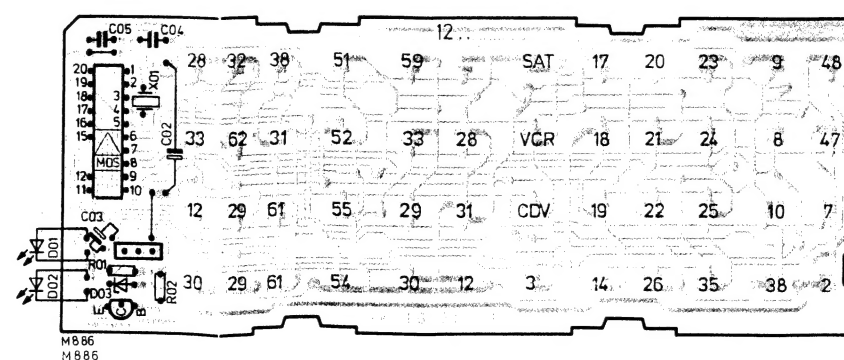 12..
C05 C04
28 32 38 51 59 SAT 17 20 23 9 48
20 1
19 2
18 3
17 4
16 5
15 6
7
MOS 8
12 9
11 10
X01
C02
33 62 31 52 33 28 VCR 18 21 24 8 47
12 29 61 55 29 31 CDV 19 22 25 10 7
C03
D01
R01
D02
D03
R02
E C B
30 29 61 54 30 12 3 14 26 35 38 2
M886
M886